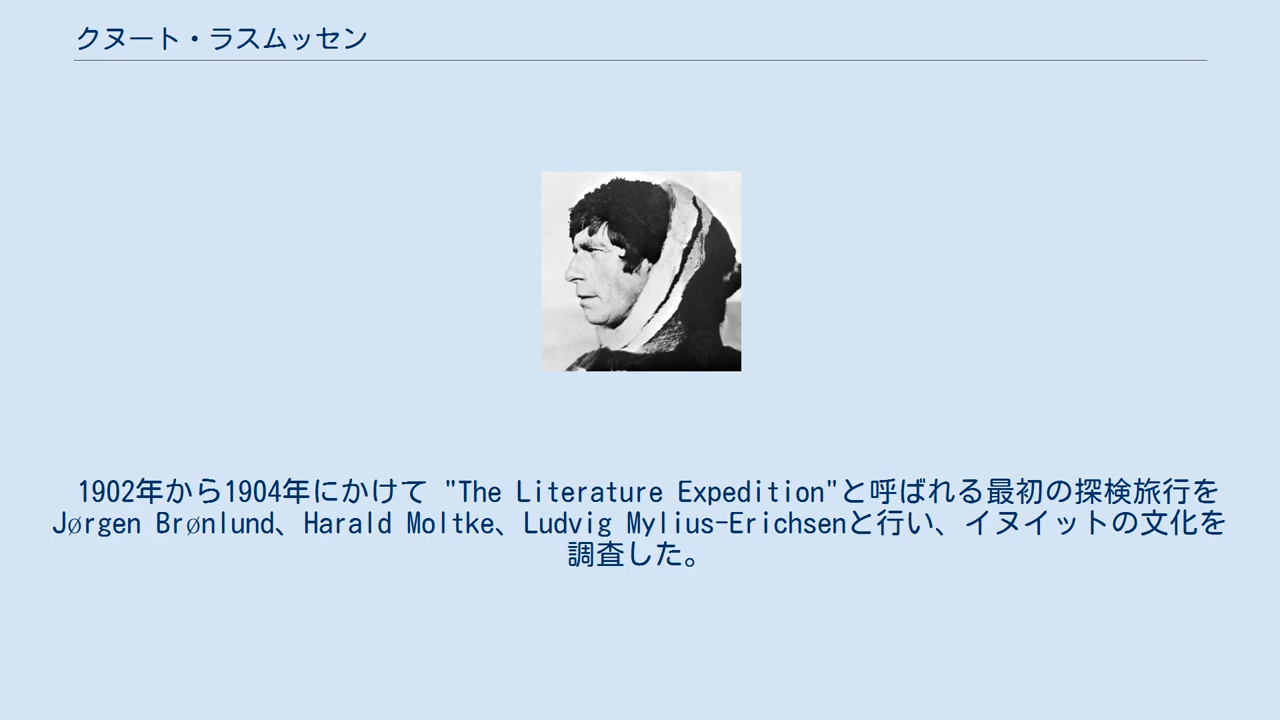 クヌート・ラスムッセン
1902年から1904年にかけて "The Literature Expedition"と呼ばれる最初の探検旅行を
Jørgen Brønlund、Harald Moltke、Ludvig Mylius-Erichsenと行い、イヌイットの文化を
調査した。